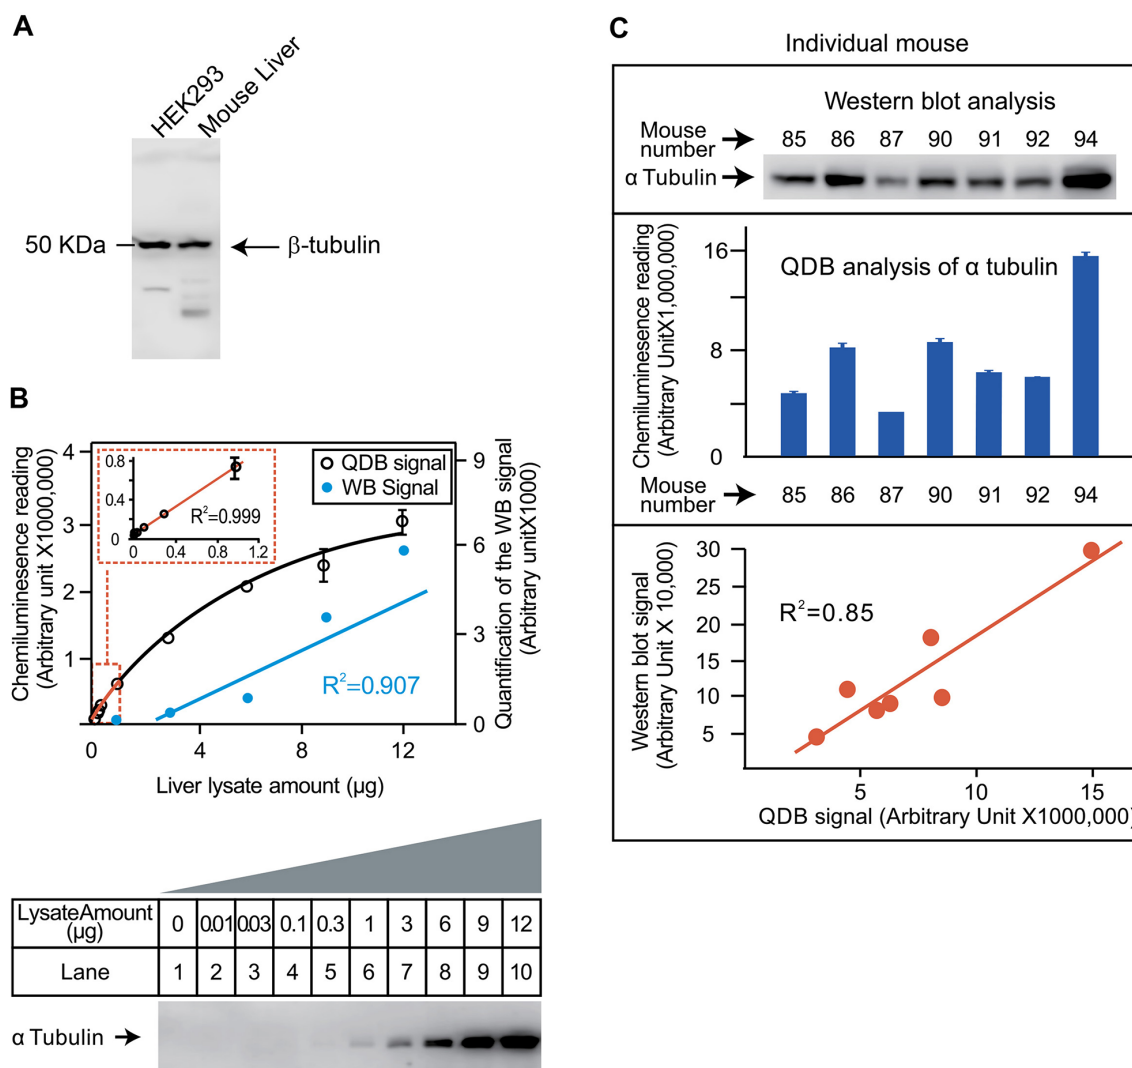 A
HEK293
Mouse Liver
50 KDa
β-tubulin
B
Chemiluminesence reading
(Arbitrary unit X1000,000)
4
3
2
1
0
0.8
0.4
0
0
0.4
0.8
1.2
R²=0.999
QDB signal
WB Signal
9
6
3
0
Quantification of the WB signal
(Arbitrary unitX1000)
R²=0.907
0
4
8
12
Liver lysate amount (µg)
LysateAmount
(µg)
0
0.01
0.03
0.1
0.3
1
3
6
9
12
Lane
1
2
3
4
5
6
7
8
9
10
α Tubulin
C
Individual mouse
Western blot analysis
Mouse
number
85
86
87
90
91
92
94
α Tubulin
Chemiluminesence reading
(Arbitrary UnitX1,000,000)
16
8
0
QDB analysis of α tubulin
Mouse
number
85
86
87
90
91
92
94
Western blot signal
(Arbitrary Unit X 10,000)
30
25
20
15
10
5
R²=0.85
5
10
15
QDB signal (Arbitrary Unit X1000,000)